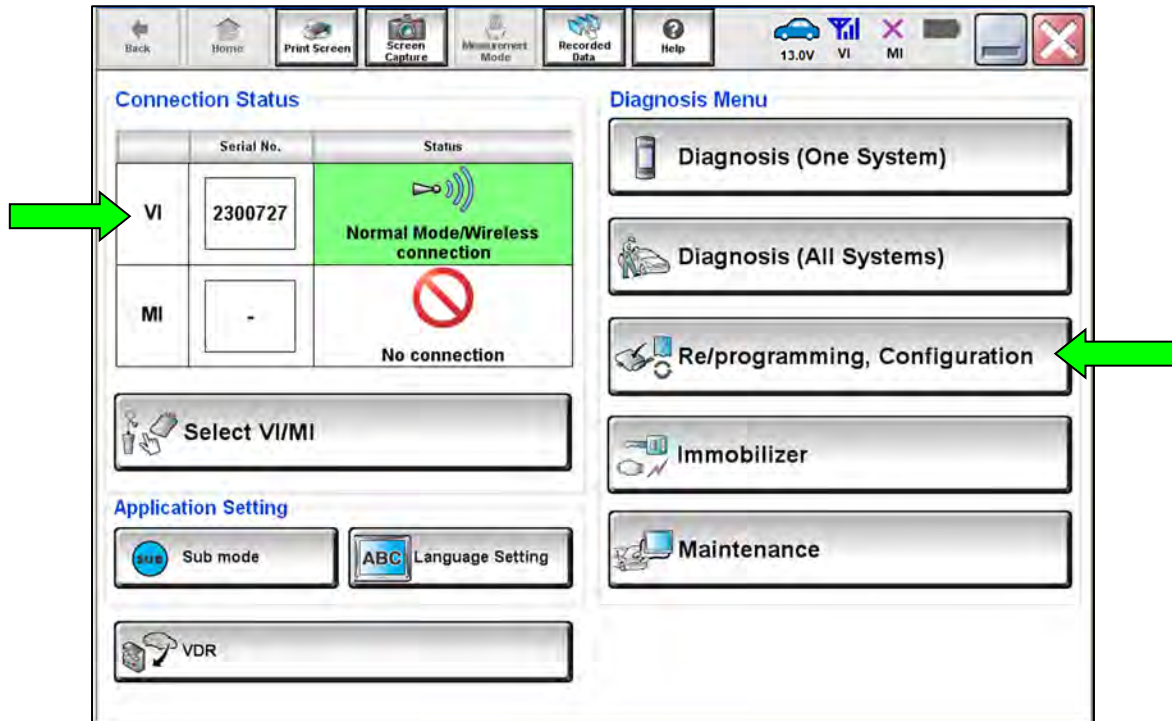 Back
Home
Print Screen
Screen
Capture
Measurement
Mode
Recorded
Data
Help
13.0V
VI
MI
Connection Status
Serial No.
Status
VI
2300727
Normal Mode/Wireless
connection
MI
-
No connection
Select VI/MI
Application Setting
SUB
Sub mode
ABC
Language Setting
VDR
Diagnosis Menu
Diagnosis (One System)
Diagnosis (All Systems)
Re/programming, Configuration
Immobilizer
Maintenance